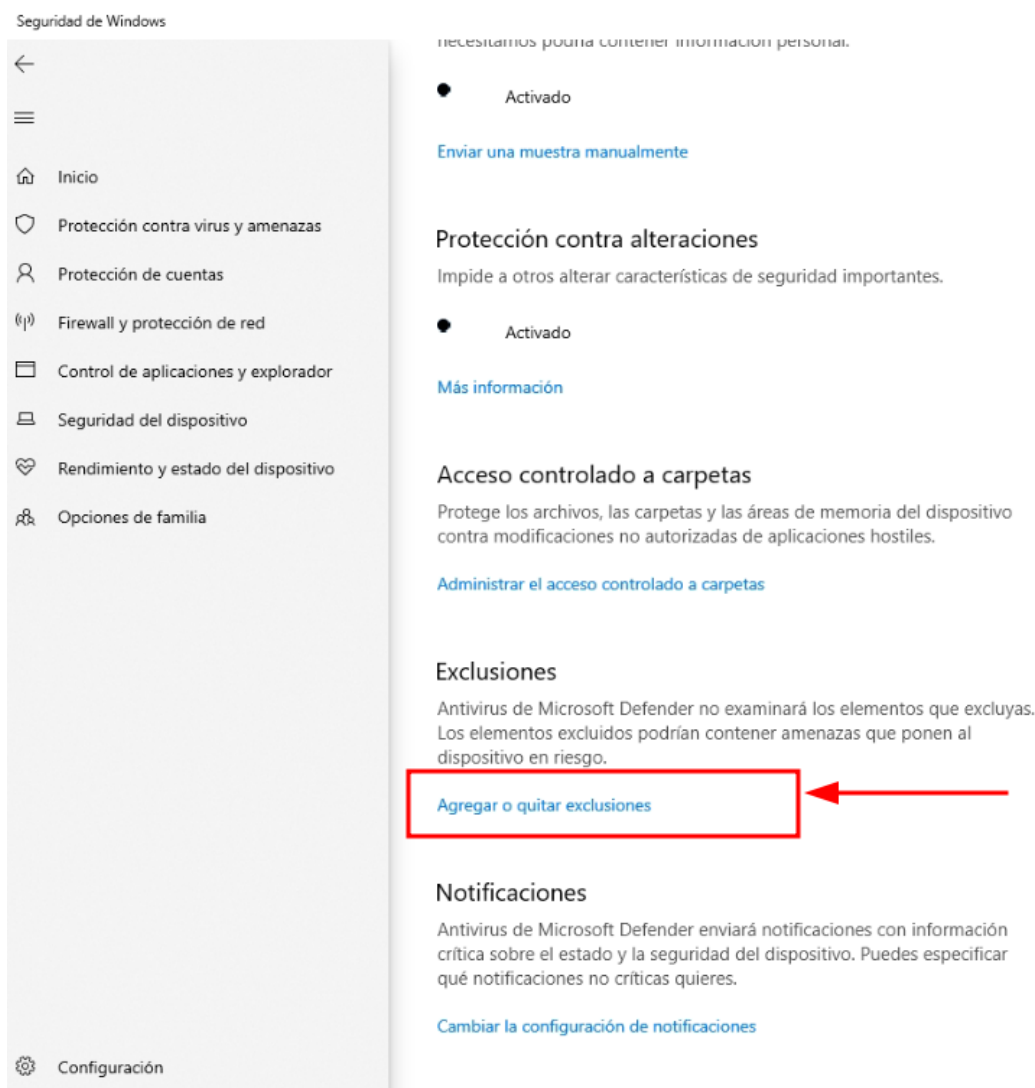 Seguridad de Windows
Inicio
Protección contra virus y amenazas
Protección de cuentas
Firewall y protección de red
Control de aplicaciones y explorador
Seguridad del dispositivo
Rendimiento y estado del dispositivo
Opciones de familia
Configuración
necesitamos podría contener información personal.
Activado
Enviar una muestra manualmente
Protección contra alteraciones
Impide a otros alterar características de seguridad importantes.
Activado
Más información
Acceso controlado a carpetas
Protege los archivos, las carpetas y las áreas de memoria del dispositivo
contra modificaciones no autorizadas de aplicaciones hostiles.
Administrar el acceso controlado a carpetas
Exclusiones
Antivirus de Microsoft Defender no examinará los elementos que excluyas.
Los elementos excluidos podrían contener amenazas que ponen al
dispositivo en riesgo.
Agregar o quitar exclusiones
Notificaciones
Antivirus de Microsoft Defender enviará notificaciones con información
crítica sobre el estado y la seguridad del dispositivo. Puedes especificar
qué notificaciones no críticas quieres.
Cambiar la configuración de notificaciones